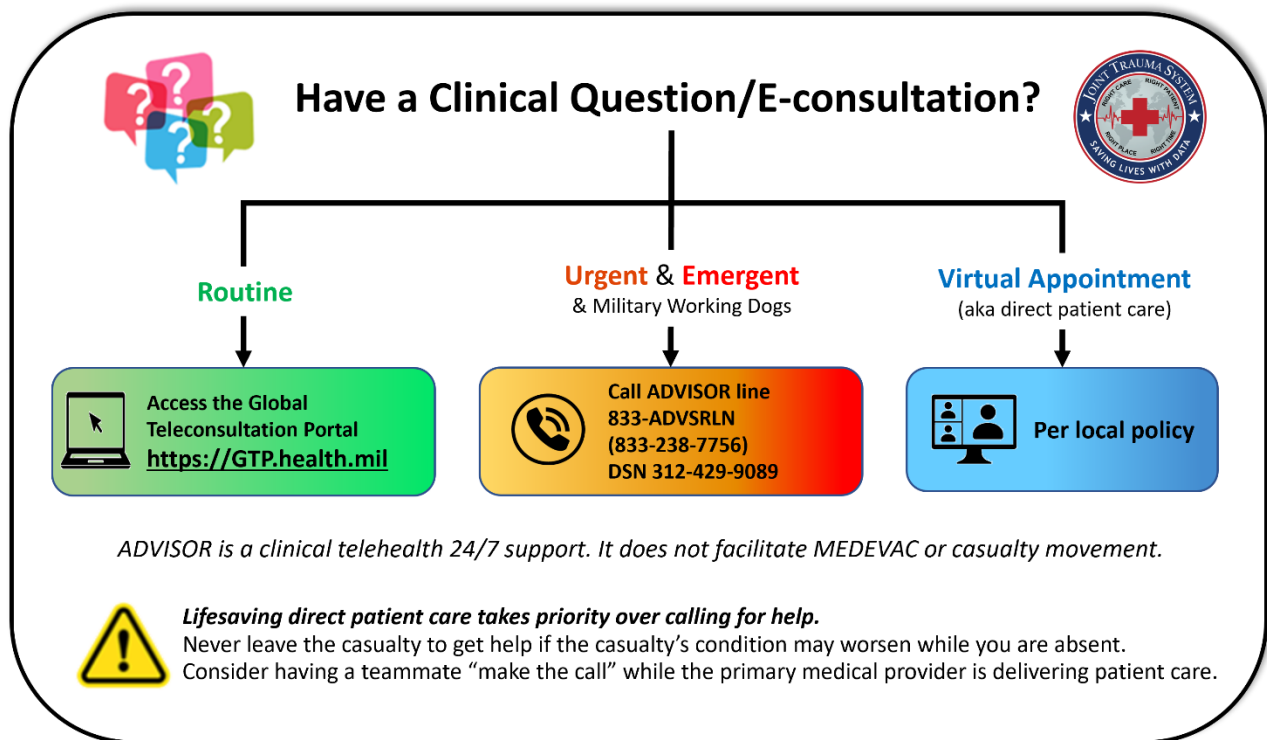 Have a Clinical Question/E-consultation?
JOINT TRAUMA SYSTEM
RIGHT CARE
RIGHT PATIENT
RIGHT PLACE
RIGHT TIME
SAVING LIVES WITH DATA
Routine
Urgent & Emergent
& Military Working Dogs
Virtual Appointment
(aka direct patient care)
Access the Global
Teleconsultation Portal
https://GTP.health.mil
Call ADVISOR line
833-ADVSRLN
(833-238-7756)
DSN 312-429-9089
Per local policy
ADVISOR is a clinical telehealth 24/7 support. It does not facilitate MEDEVAC or casualty movement.
Lifesaving direct patient care takes priority over calling for help.
Never leave the casualty to get help if the casualty’s condition may worsen while you are absent.
Consider having a teammate “make the call” while the primary medical provider is delivering patient care.